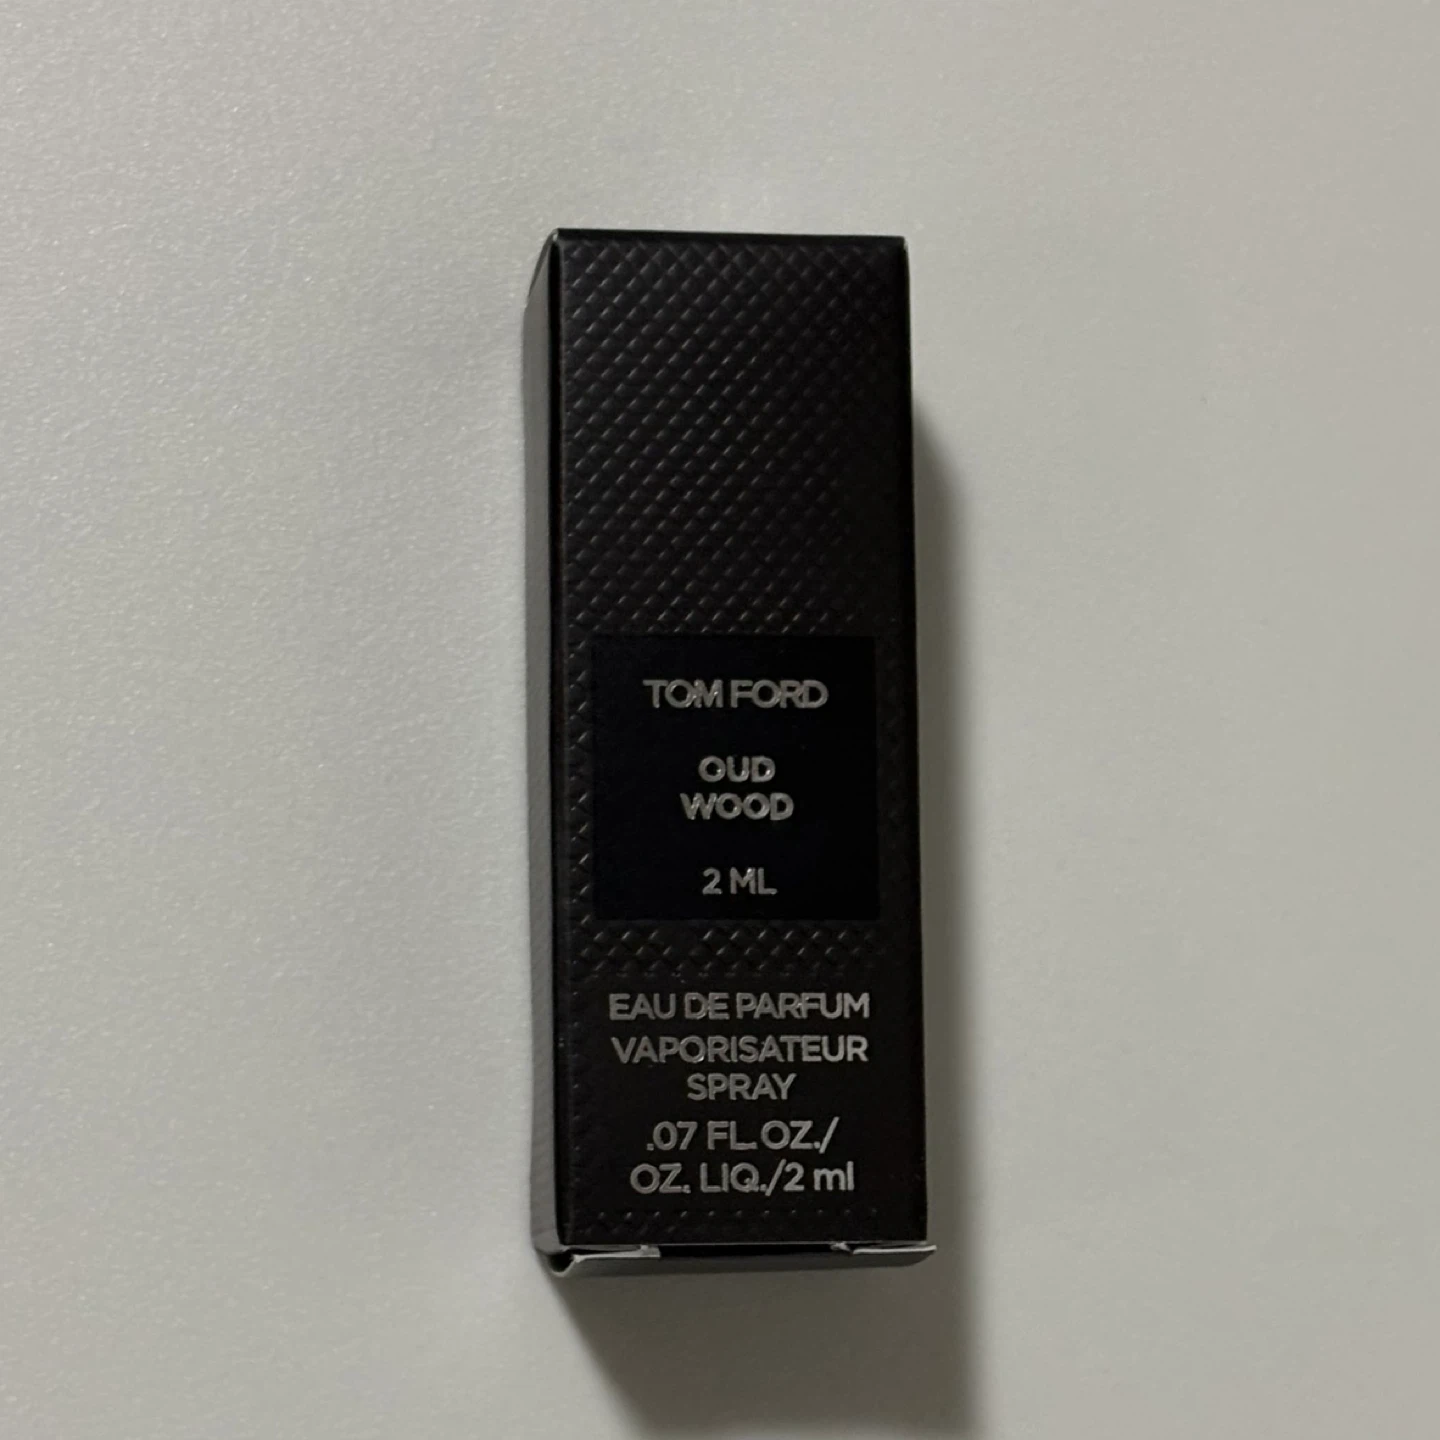 TOM FORD
OUD
WOOD
2 ML
EAU DE PARFUM
VAPORISATEUR
SPRAY
.07 FL.OZ./
OZ. LIQ./2 ml